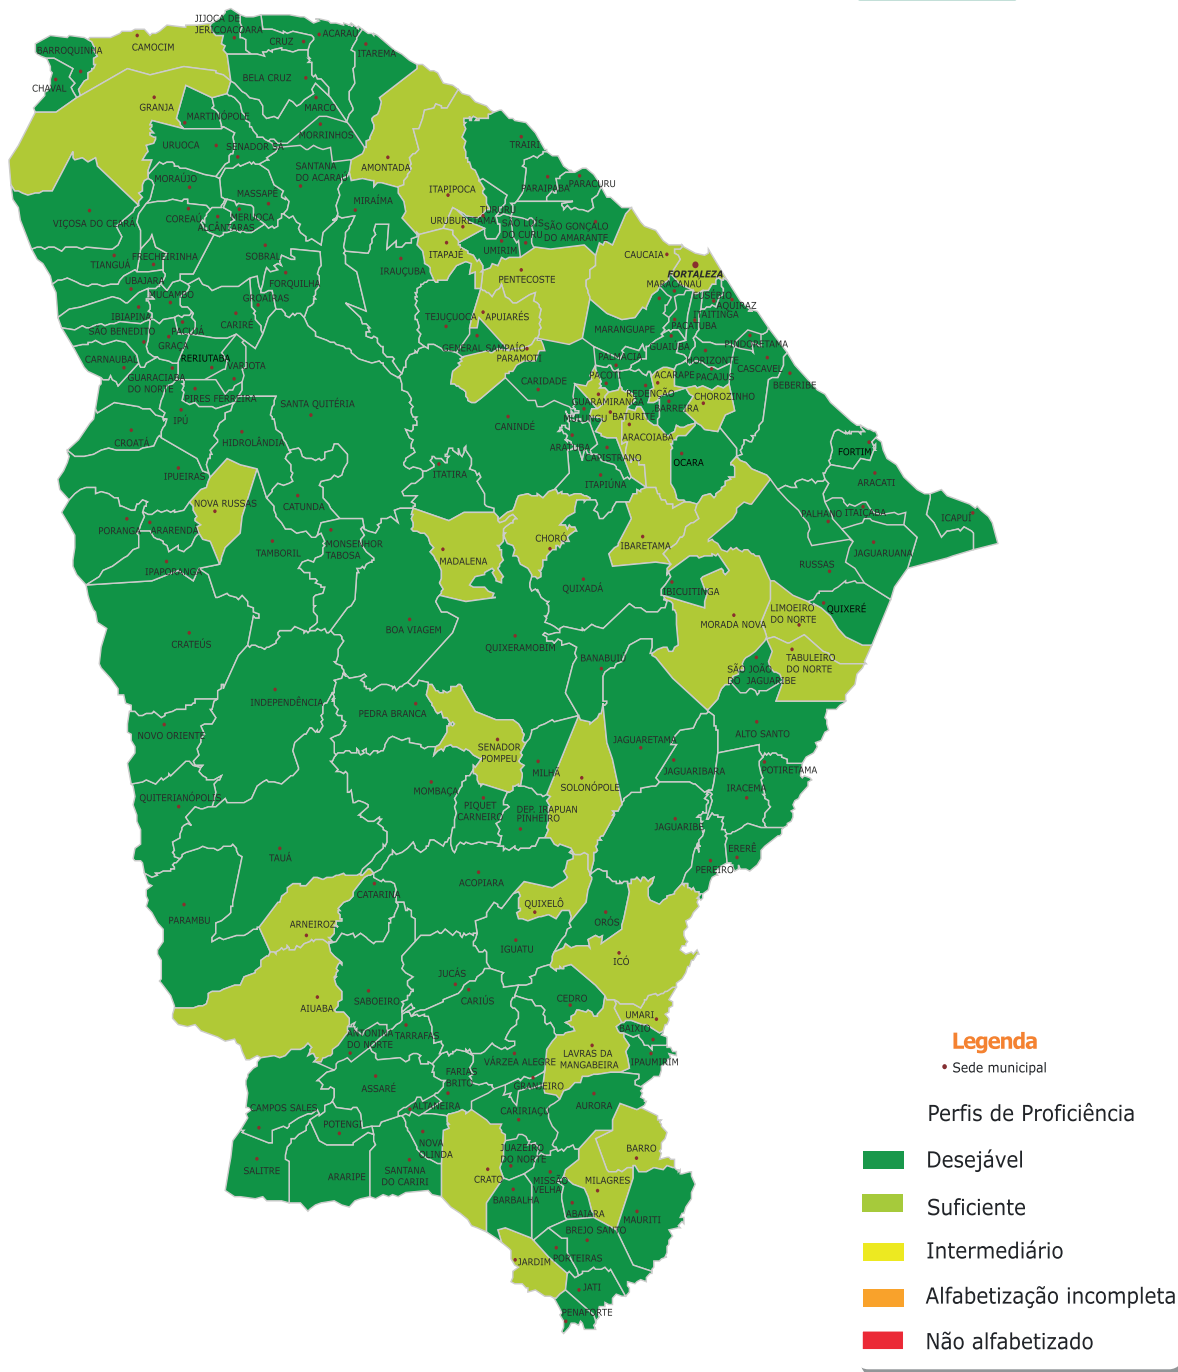 JIJOCA DE
JERICOACOARA
ACARAÚ
CRUZ
CAMOCIM
BARROQUINHA
ITAREMA
CHAVAL
BELA CRUZ
GRANJA
MARCO
MARTINÓPOLE
MORRINHOS
URUOCA
SENADOR SÁ
TRAIRI
SANTANA
DO ACARAÚ
AMONTADA
MORAÚJO
MASSAPÊ
ITAPIPOCA
PARAIPABA
PARACURU
MIRAÍMA
TURURU
VIÇOSA DO CEARÁ
COREAÚ
MERUOCA
ALCÂNTARAS
URUBURETAMA
SÃO LUÍS
DO CURU
SÃO GONÇALO
DO AMARANTE
UMIRIM
ITAPAJÉ
CAUCAIA
FRECHEIRINHA
SOBRAL
TIANGUÁ
IRAUÇUBA
FORTALEZA
UBAJARA
FORQUILHA
PENTECOSTE
MARACANAÚ
MUCAMBO
GROAÍRAS
EUSÉBIO
AQUIRAZ
IBIAPINA
CARIRÉ
TEJUÇUOCA
APUIARÉS
ITAITINGA
SÃO BENEDITO
PACUJÁ
MARANGUAPE
PACATUBA
GRAÇA
GENERAL SAMPAIO
GUAIÚBA
PINDORETAMA
CARNAUBAL
RERIUTABA
VARJOTA
PARAMOTI
PALMÁCIA
HORIZONTE
CASCAVEL
GUARACIABA
DO NORTE
PACOTI
ACARAPE
PACAJUS
BEBERIBE
PIRES FERREIRA
CARIDADE
REDENÇÃO
CHOROZINHO
SANTA QUITÉRIA
GUARAMIRANGA
BARREIRA
IPÚ
MULUNGU
BATURITÉ
CANINDÉ
ARACOIABA
CROATÁ
HIDROLÂNDIA
ARATUBA
CAPISTRANO
FORTIM
OCARA
IPUEIRAS
ITATIRA
ITAPIÚNA
ARACATI
NOVA RUSSAS
CATUNDA
PALHANO
ITAIÇABA
ICAPUÍ
PORANGA
ARARENDÁ
MONSENHOR
TABOSA
CHORÓ
IBARETAMA
TAMBORIL
MADALENA
JAGUARUANA
IPAPORANGA
RUSSAS
QUIXADÁ
IBICUITINGA
LIMOEIRO
DO NORTE
QUIXERÉ
BOA VIAGEM
MORADA NOVA
CRATEÚS
QUIXERAMOBIM
BANABUIÚ
TABULEIRO
DO NORTE
SÃO JOÃO
DO JAGUARIBE
INDEPENDÊNCIA
PEDRA BRANCA
NOVO ORIENTE
JAGUARETAMA
ALTO SANTO
SENADOR
POMPEU
MILHÃ
JAGUARIBARA
POTIRETAMA
SOLONÓPOLE
MOMBAÇA
IRACEMA
QUITERIANÓPOLIS
PIQUET
CARNEIRO
DEP. IRAPUAN
PINHEIRO
JAGUARIBE
ERERÊ
TAUÁ
PEREIRO
ACOPIARA
CATARINA
QUIXELÔ
PARAMBU
ARNEIROZ
ORÓS
IGUATU
ICÓ
JUCÁS
SABOEIRO
CARIÚS
CEDRO
AIUABA
UMARI
BAIXIO
ANTONINA
DO NORTE
TARRAFAS
VÁRZEA ALEGRE
LAVRAS DA
MANGABEIRA
IPAUMIRIM
FARIAS
BRITO
ASSARÉ
GRANJEIRO
CAMPOS SALES
ALTANEIRA
CARIRIAÇU
AURORA
POTENGI
NOVA
OLINDA
JUAZEIRO
DO NORTE
BARRO
SALITRE
ARARIPE
SANTANA
DO CARIRI
CRATO
MISSÃO
VELHA
MILAGRES
BARBALHA
ABAIARA
MAURITI
BREJO SANTO
JARDIM
PORTEIRAS
JATI
PENAFORTE
Legenda
Sede municipal
Perfis de Proficiência
Desejável
Suficiente
Intermediário
Alfabetização incompleta
Não alfabetizado